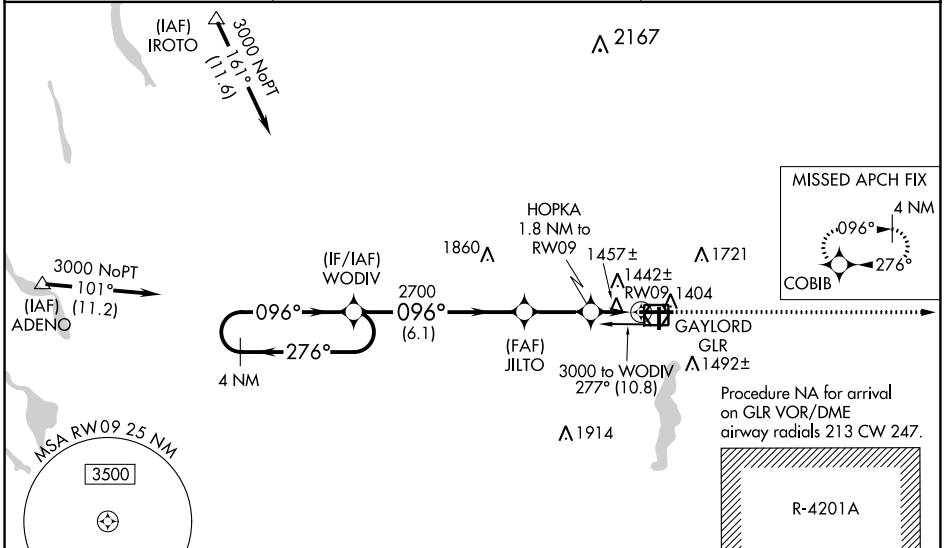 (IAF)
IROTO
3000 NoPT
161°
(11.6)
2167
MISSED APCH FIX
4 NM
096°
276°
COBIB
HOPKA
1.8 NM to
RW09
1860
1457±
1721
1442±
RW09
1404
(IF/IAF)
WODIV
3000 NoPT
101°
(11.2)
(IAF)
ADENO
096°
2700
096°
(6.1)
276°
4 NM
(FAF)
JILTO
GAYLORD
GLR
1492±
3000 to WODIV
277° (10.8)
1914
Procedure NA for arrival
on GLR VOR/DME
airway radials 213 CW 247.
MSA RW09 25 NM
3500
R-4201A